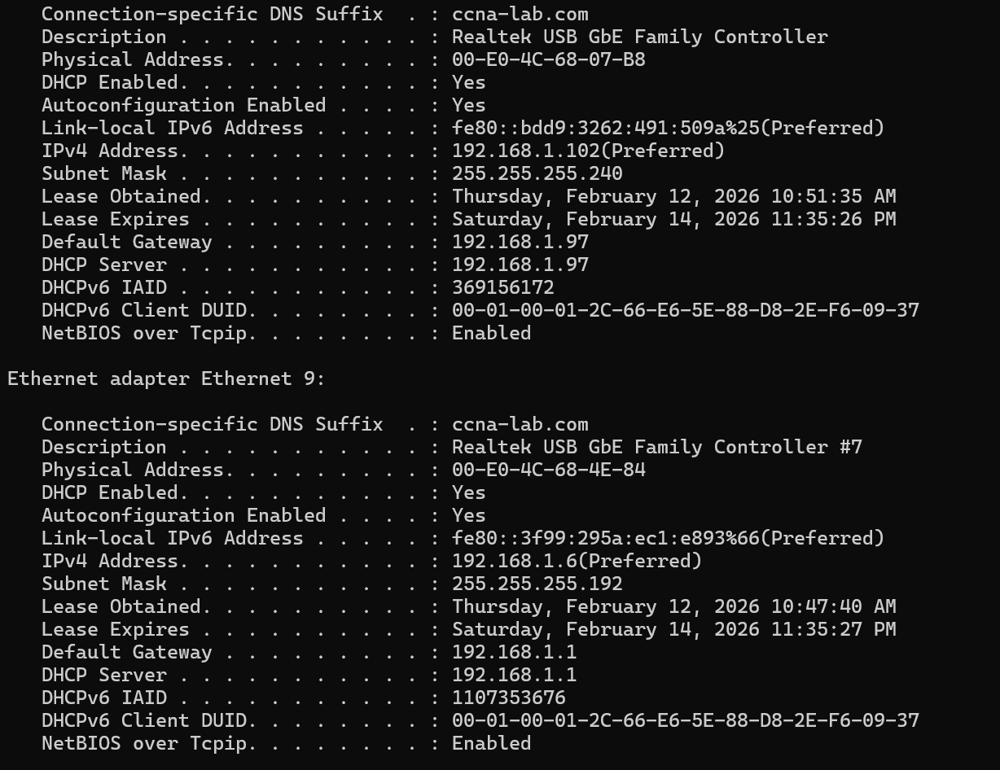 Connection-specific DNS Suffix  . : ccna-lab.com
Description . . . . . . . . . . . : Realtek USB GbE Family Controller
Physical Address. . . . . . . . . : 00-E0-4C-68-07-B8
DHCP Enabled. . . . . . . . . . . : Yes
Autoconfiguration Enabled . . . . : Yes
Link-local IPv6 Address . . . . . : fe80::bdd9:3262:491:509a%25(Preferred)
IPv4 Address. . . . . . . . . . . : 192.168.1.102(Preferred)
Subnet Mask . . . . . . . . . . . : 255.255.255.240
Lease Obtained. . . . . . . . . . : Thursday, February 12, 2026 10:51:35 AM
Lease Expires . . . . . . . . . . : Saturday, February 14, 2026 11:35:26 PM
Default Gateway . . . . . . . . . : 192.168.1.97
DHCP Server . . . . . . . . . . . : 192.168.1.97
DHCPv6 IAID . . . . . . . . . . . : 369156172
DHCPv6 Client DUID. . . . . . . . : 00-01-00-01-2C-66-E6-5E-88-D8-2E-F6-09-37
NetBIOS over Tcpip. . . . . . . . : Enabled
Ethernet adapter Ethernet 9:
Connection-specific DNS Suffix  . : ccna-lab.com
Description . . . . . . . . . . . : Realtek USB GbE Family Controller #7
Physical Address. . . . . . . . . : 00-E0-4C-68-4E-84
DHCP Enabled. . . . . . . . . . . : Yes
Autoconfiguration Enabled . . . . : Yes
Link-local IPv6 Address . . . . . : fe80::3f99:295a:ec1:e893%66(Preferred)
IPv4 Address. . . . . . . . . . . : 192.168.1.6(Preferred)
Subnet Mask . . . . . . . . . . . : 255.255.255.192
Lease Obtained. . . . . . . . . . : Thursday, February 12, 2026 10:47:40 AM
Lease Expires . . . . . . . . . . : Saturday, February 14, 2026 11:35:27 PM
Default Gateway . . . . . . . . . : 192.168.1.1
DHCP Server . . . . . . . . . . . : 192.168.1.1
DHCPv6 IAID . . . . . . . . . . . : 1107353676
DHCPv6 Client DUID. . . . . . . . : 00-01-00-01-2C-66-E6-5E-88-D8-2E-F6-09-37
NetBIOS over Tcpip. . . . . . . . : Enabled